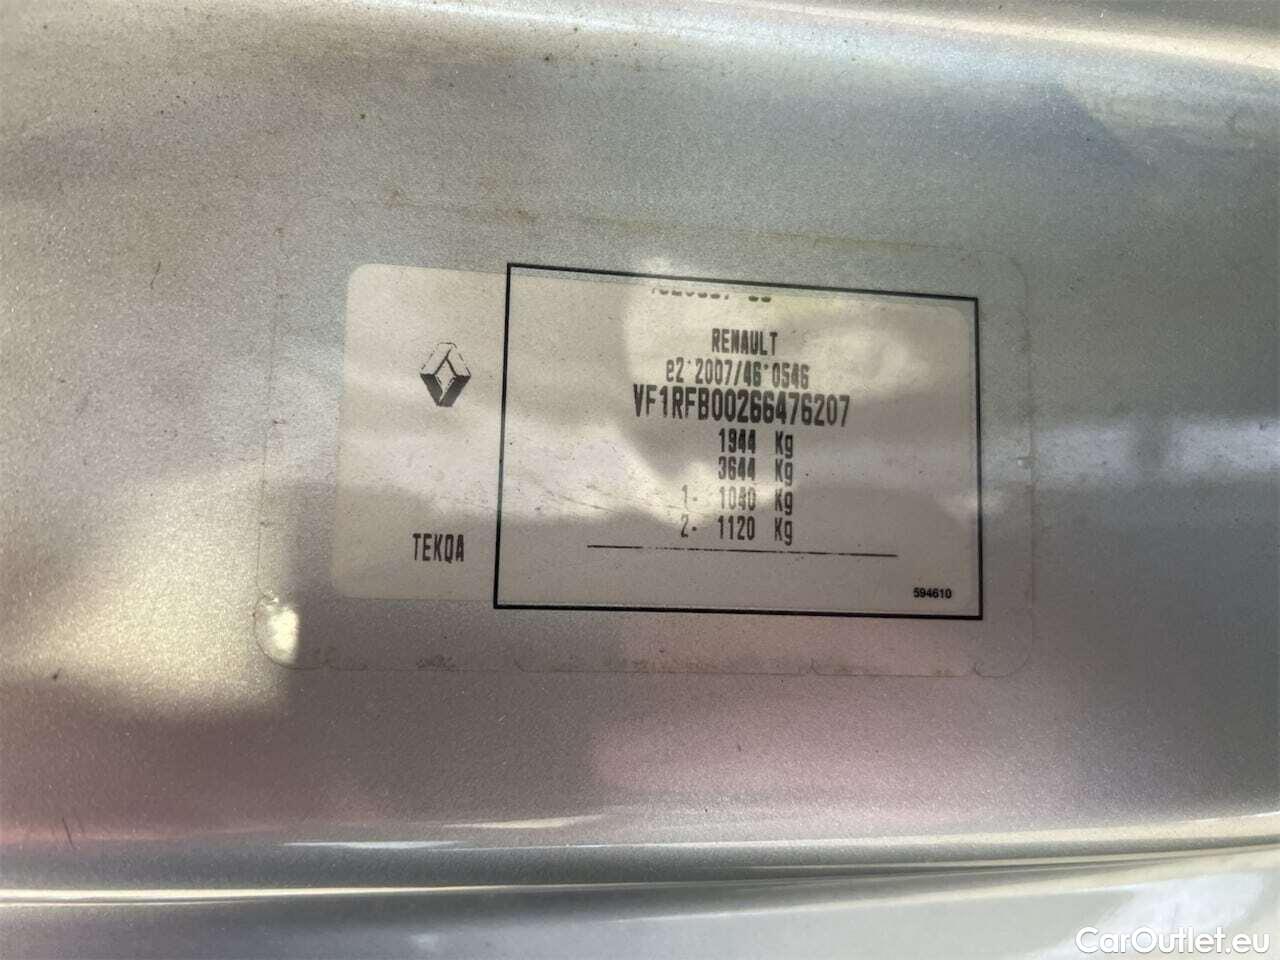 RENAULT
e2*2007/46*0546
VF1RFB00266476207
1944 Kg
3644 Kg
1- 1040 Kg
2- 1120 Kg
TEKQA
594610
CarOutlet.eu